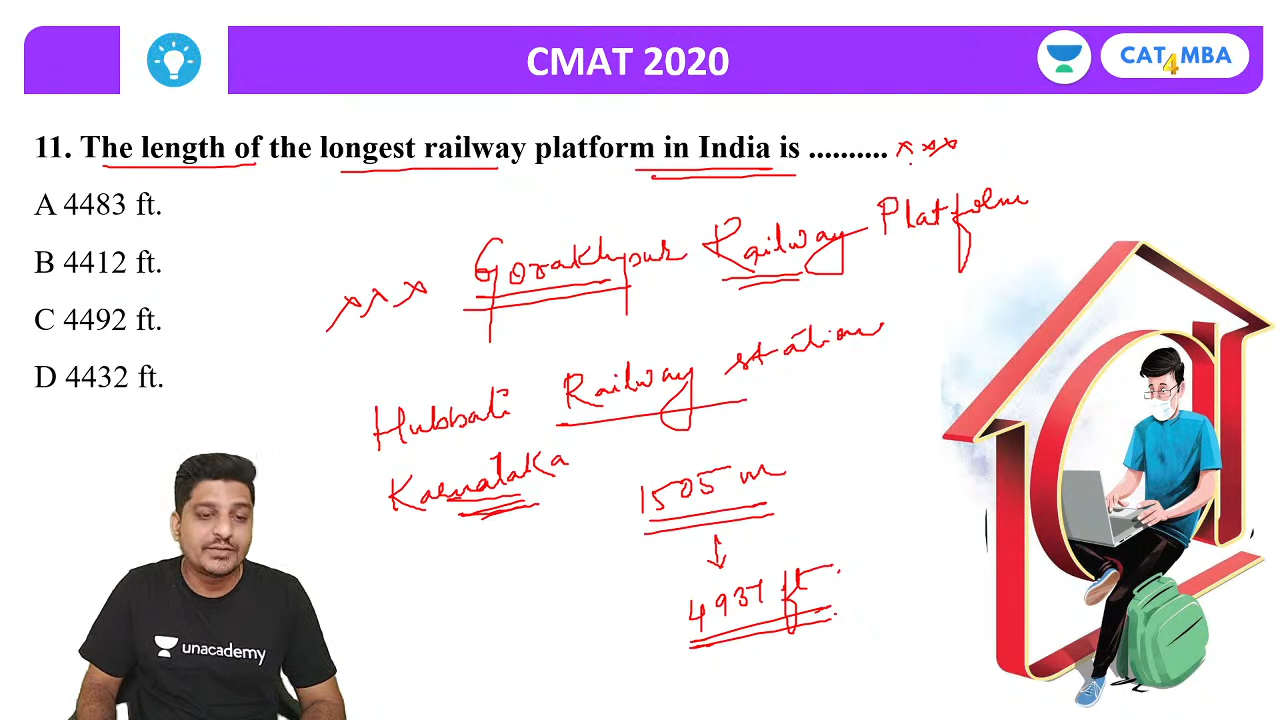 CMAT 2020
CAT4MBA
11. The length of the longest railway platform in India is ..........
A 4483 ft.
B 4412 ft.
C 4492 ft.
D 4432 ft.
Gorakhpur Railway Platform
Hubbali Railway station
Karnataka
1505 m
4937 ft.
unacademy